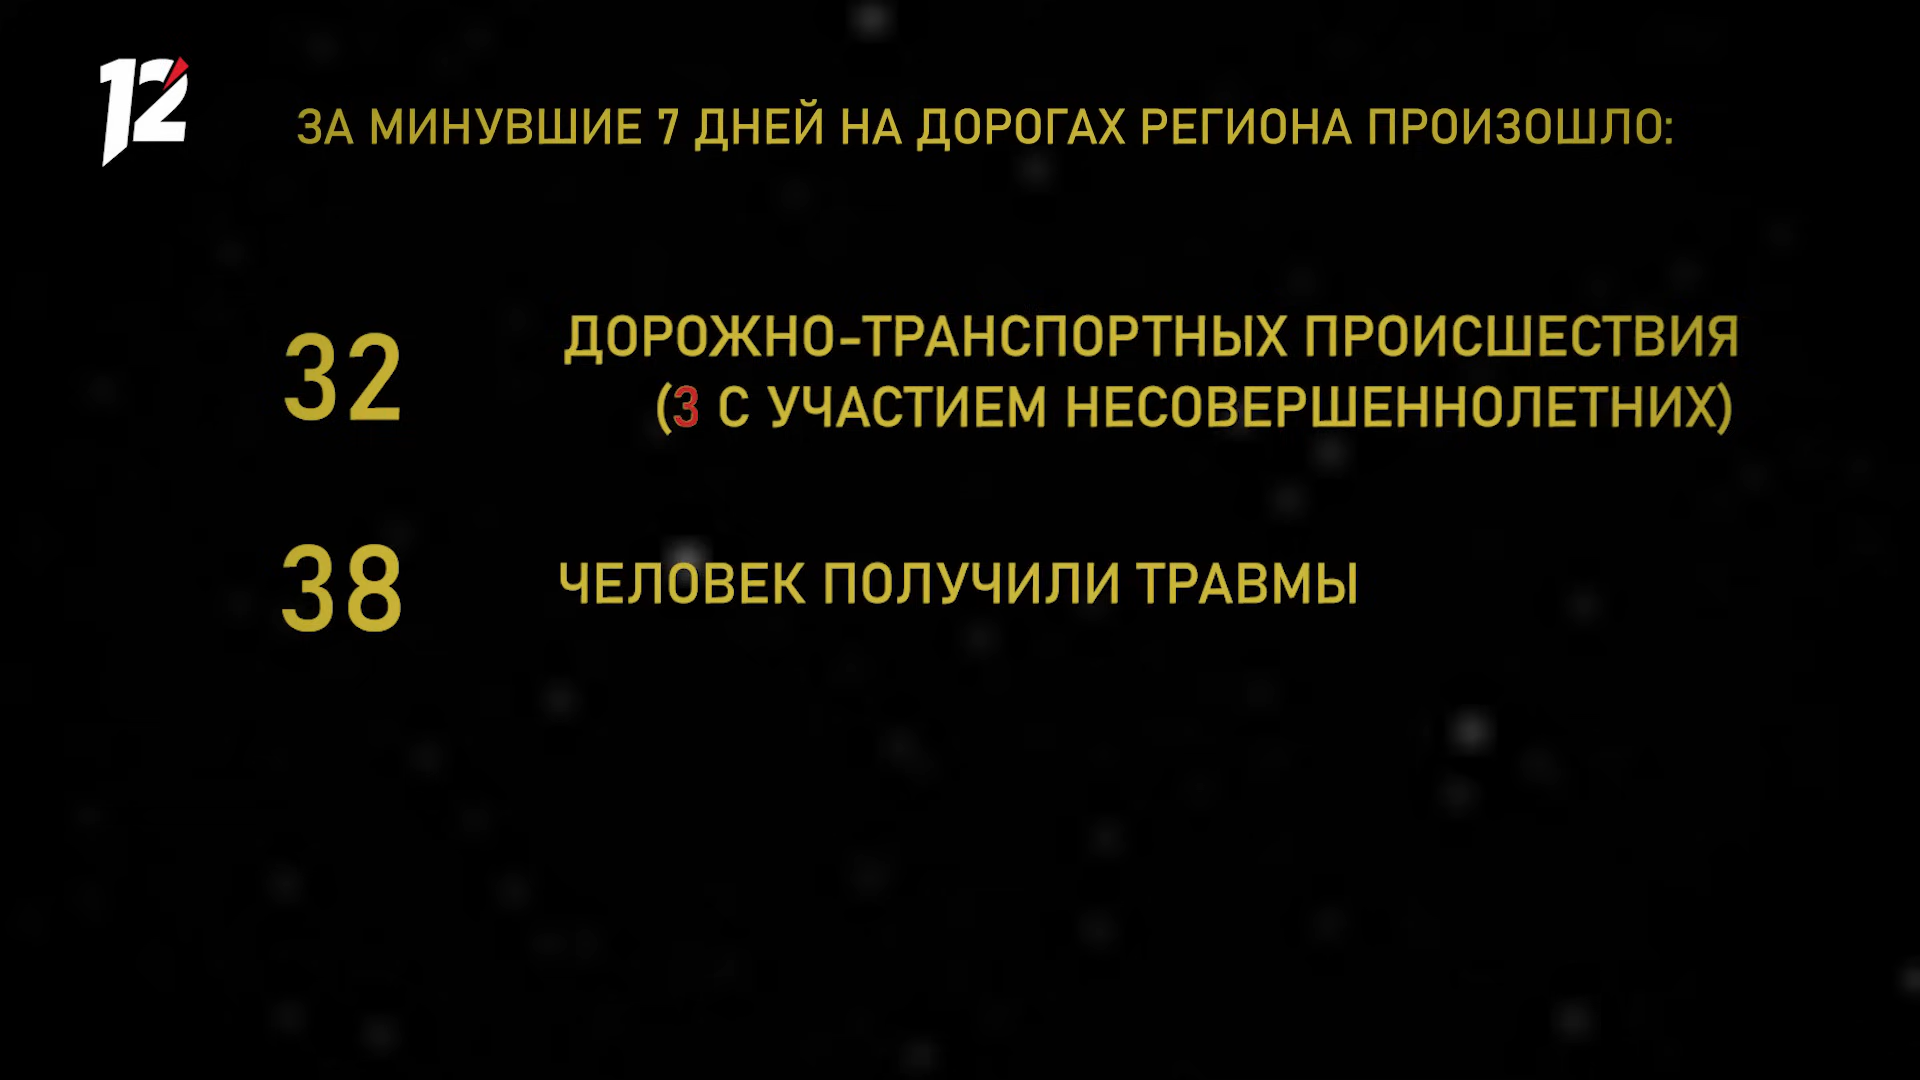 12
ЗА МИНУВШИЕ 7 ДНЕЙ НА ДОРОГАХ РЕГИОНА ПРОИЗОШЛО:
32
ДОРОЖНО-ТРАНСПОРТНЫХ ПРОИСШЕСТВИЯ
(3 С УЧАСТИЕМ НЕСОВЕРШЕННОЛЕТНИХ)
38
ЧЕЛОВЕК ПОЛУЧИЛИ ТРАВМЫ